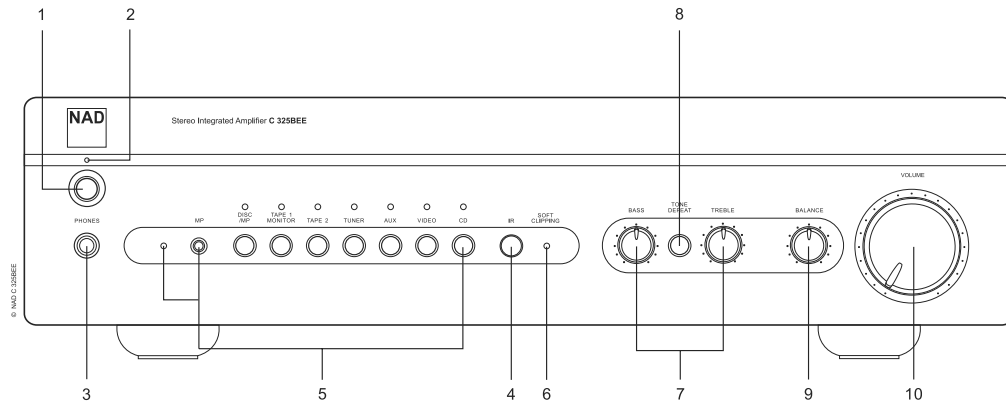 1
2
8
NAD
Stereo Integrated Amplifier C 325BEE
VOLUME
PHONES
MP
DISC
/MP
TAPE 1
MONITOR
TAPE 2
TUNER
AUX
VIDEO
CD
IR
SOFT
CLIPPING
BASS
TONE
DEFEAT
TREBLE
BALANCE
© NAD C 325BEE
3
5
4
6
7
9
10